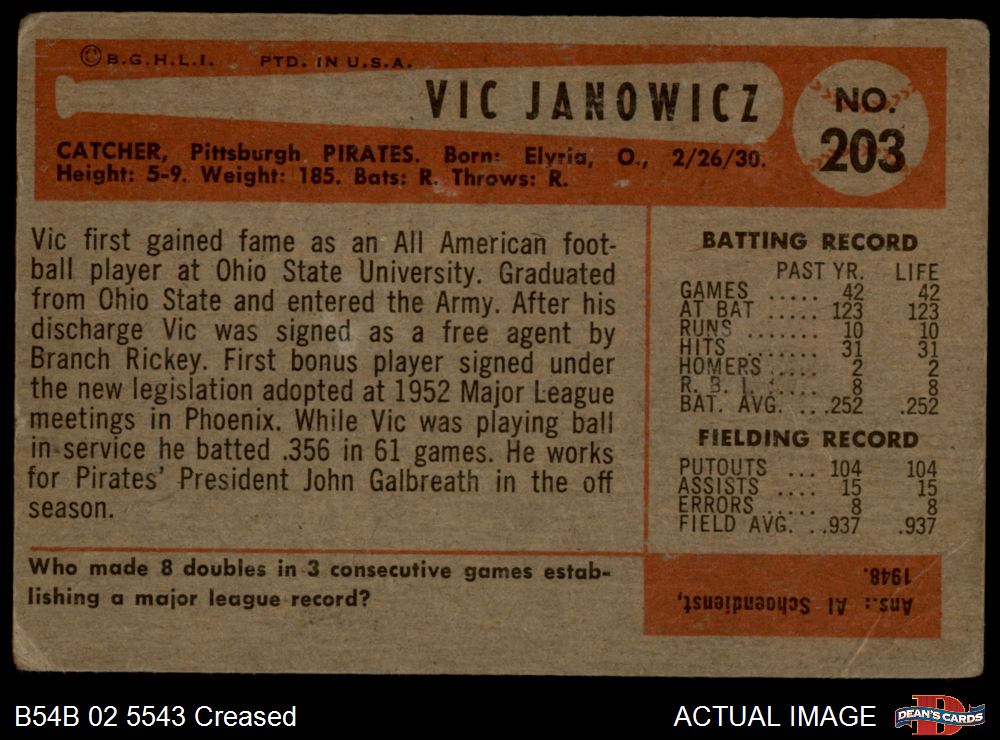 ©B.G.H.L.I. PTD. IN U.S.A.
VIC JANOWICZ
NO.
203
CATCHER, Pittsburgh PIRATES. Born: Elyria, O., 2/26/30.
Height: 5-9. Weight: 185. Bats: R. Throws: R.
Vic first gained fame as an All American foot-
ball player at Ohio State University. Graduated
from Ohio State and entered the Army. After his
discharge Vic was signed as a free agent by
Branch Rickey. First bonus player signed under
the new legislation adopted at 1952 Major League
meetings in Phoenix. While Vic was playing ball
in service he batted .356 in 61 games. He works
for Pirates' President John Galbreath in the off
season.
BATTING RECORD
PAST YR. LIFE
GAMES ..... 42 42
AT BAT ..... 123 123
RUNS ....... 10 10
HITS ........ 31 31
HOMERS ..... 2 2
R. B. I. ...... 8 8
BAT. AVG. ...252 .252
FIELDING RECORD
PUTOUTS ... 104 104
ASSISTS .... 15 15
ERRORS ...... 8 8
FIELD AVG. ..937 .937
Who made 8 doubles in 3 consecutive games estab-
lishing a major league record?
Ans.: Al Schoendienst,
1948.
B54B 02 5543 Creased
ACTUAL IMAGE
D
DEAN'S CARDS